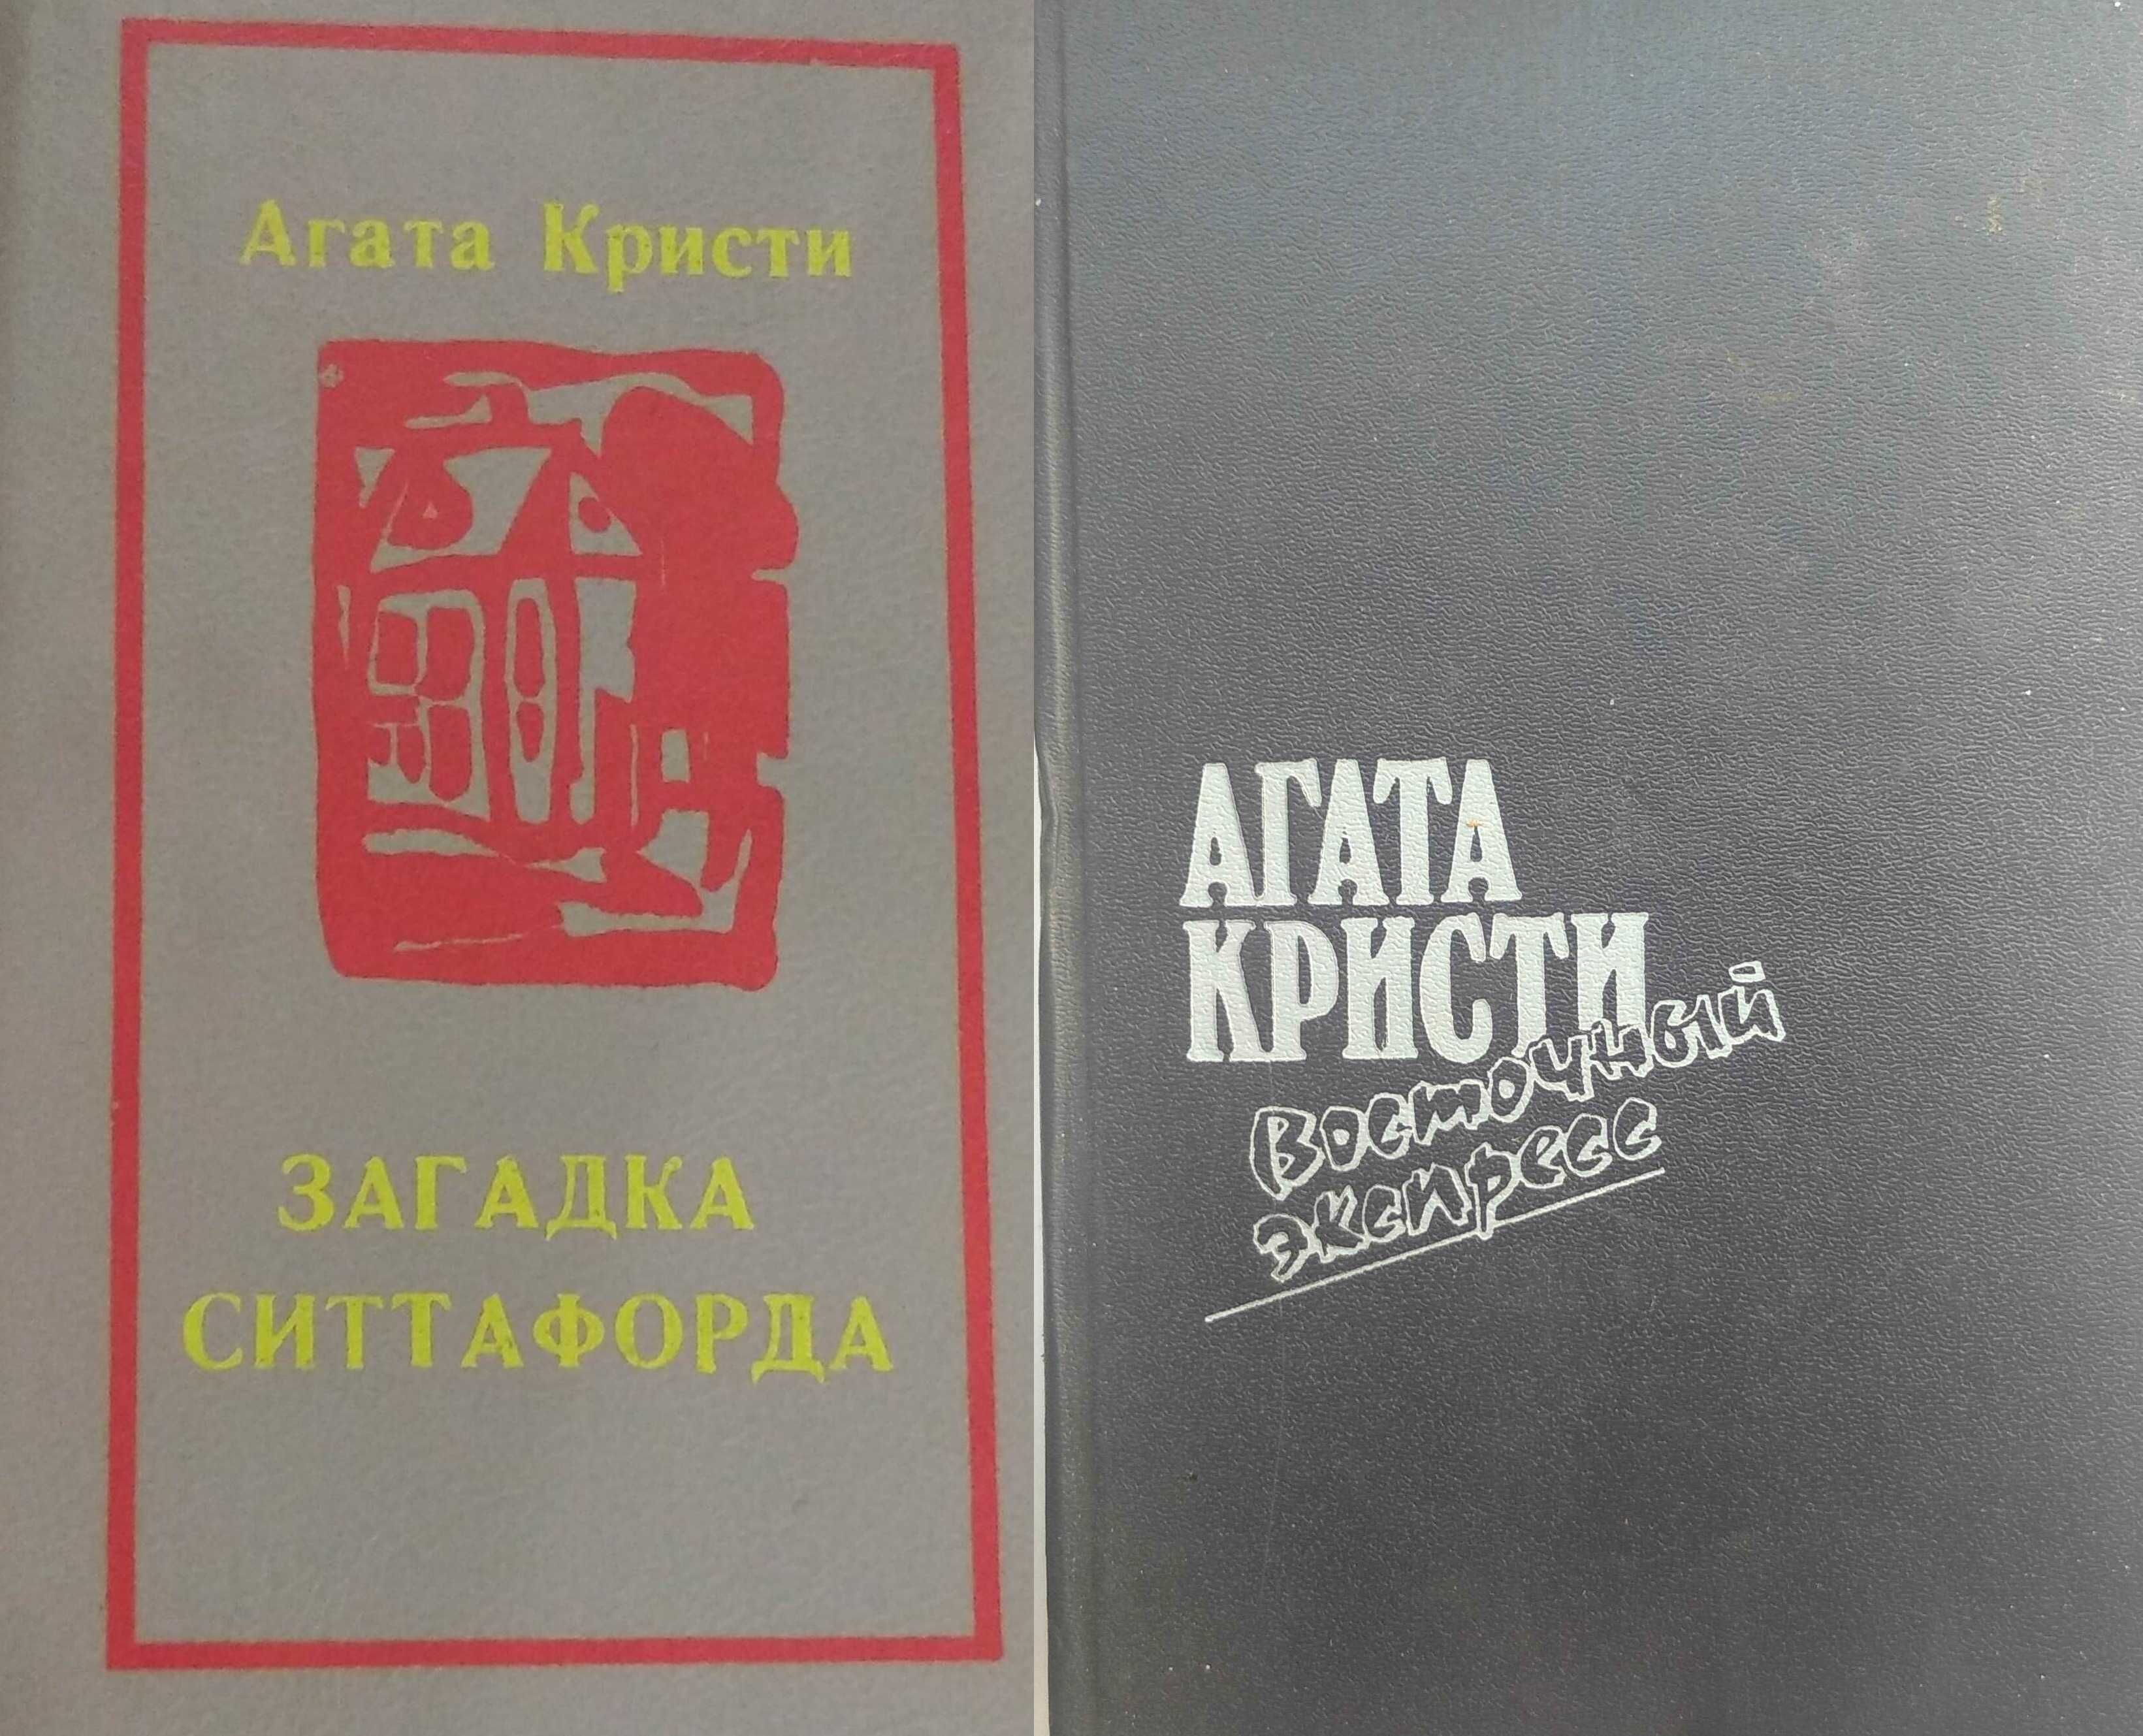 Агата Кристи
ЗАГАДКА
СИТТАФОРДА
АГАТА
КРИСТИ
Восточный
экспресс